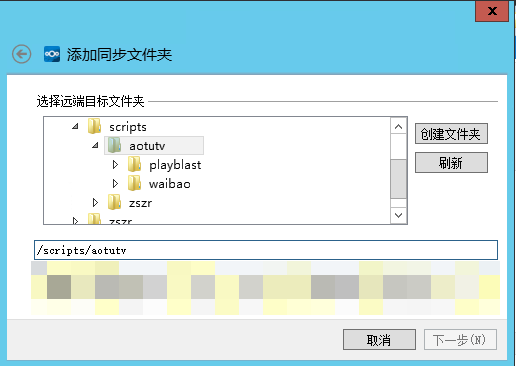 x
添加同步文件夹
选择远端目标文件夹
scripts
aotutv
playblast
waibao
zszr
zszr
创建文件夹
刷新
/scripts/aotutv
取消
下一步(N)